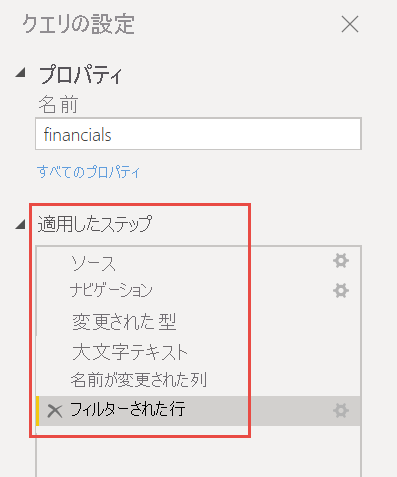 クエリの設定
プロパティ
名前
financials
すべてのプロパティ
適用したステップ
ソース
ナビゲーション
変更された型
大文字テキスト
名前が変更された列
フィルターされた行